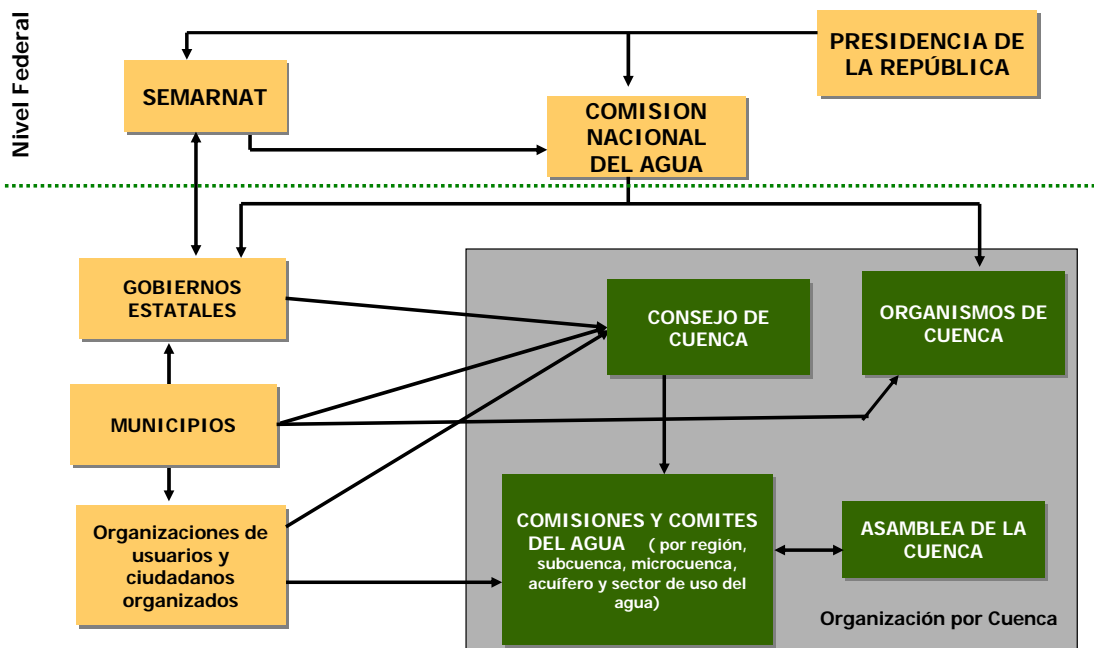 Nivel Federal
PRESIDENCIA DE
LA REPÚBLICA
SEMARNAT
COMISION
NACIONAL
DEL AGUA
GOBIERNOS
ESTATALES
CONSEJO DE
CUENCA
ORGANISMOS DE
CUENCA
MUNICIPIOS
Organizaciones de
usuarios y
ciudadanos
organizados
COMISIONES Y COMITES
DEL AGUA ( por región,
subcuenca, microcuenca,
acuífero y sector de uso del
agua)
ASAMBLEA DE LA
CUENCA
Organización por Cuenca